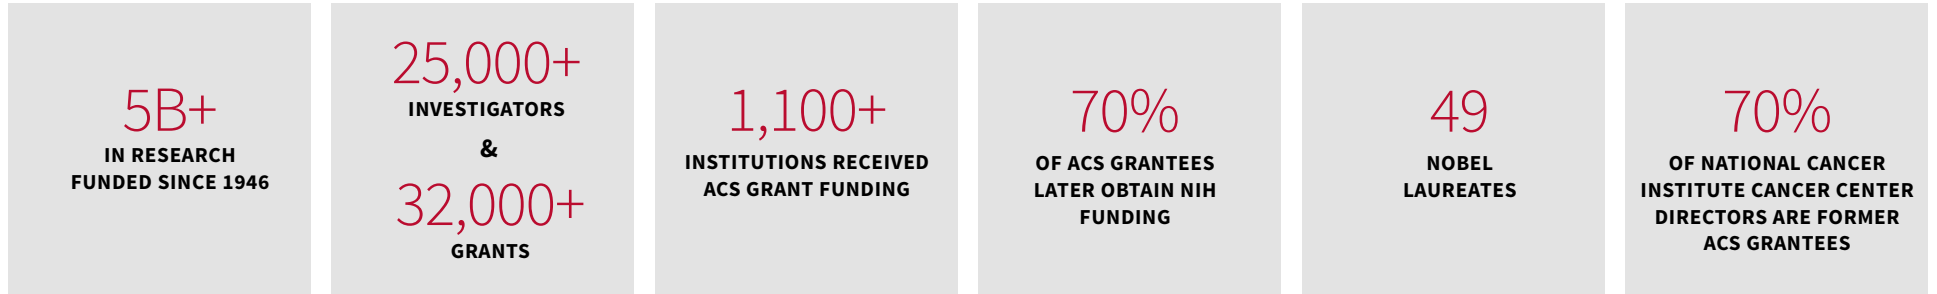 5B+
IN RESEARCH
FUNDED SINCE 1946
25,000+
INVESTIGATORS
&
32,000+
GRANTS
1,100+
INSTITUTIONS RECEIVED
ACS GRANT FUNDING
70%
OF ACS GRANTEES
LATER OBTAIN NIH
FUNDING
49
NOBEL
LAUREATES
70%
OF NATIONAL CANCER
INSTITUTE CANCER CENTER
DIRECTORS ARE FORMER
ACS GRANTEES